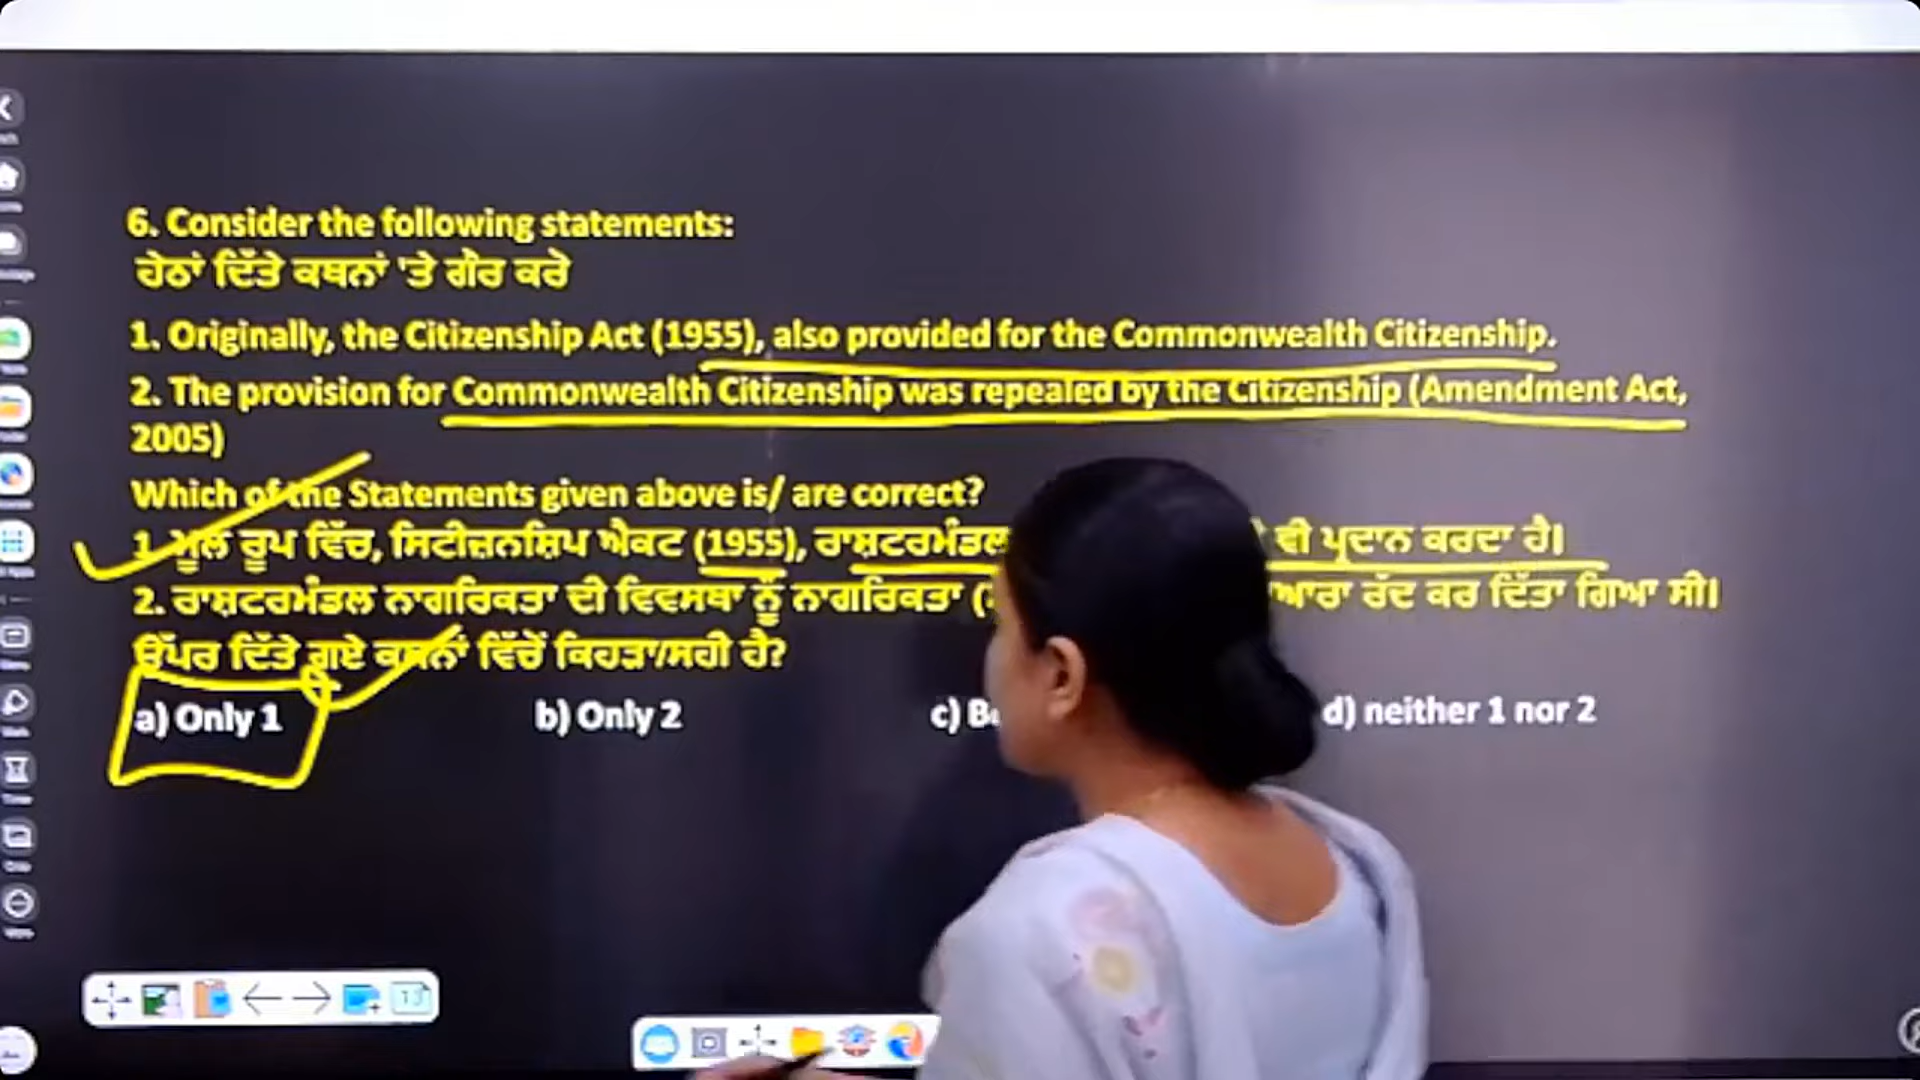 6. Consider the following statements:
ਹੇਠਾਂ ਦਿੱਤੇ ਕਥਨਾਂ 'ਤੇ ਗੌਰ ਕਰੋ
1. Originally, the Citizenship Act (1955), also provided for the Commonwealth Citizenship.
2. The provision for Commonwealth Citizenship was repealed by the Citizenship (Amendment Act,
2005)
Which of the Statements given above is/ are correct?
1. ਮੂਲ ਰੂਪ ਵਿੱਚ, ਸਿਟੀਜ਼ਨਸ਼ਿਪ ਐਕਟ (1955), ਰਾਸ਼ਟਰਮੰਡਲ ਵੀ ਪ੍ਰਦਾਨ ਕਰਦਾ ਹੈ।
2. ਰਾਸ਼ਟਰਮੰਡਲ ਨਾਗਰਿਕਤਾ ਦੀ ਵਿਵਸਥਾ ਨੂੰ ਨਾਗਰਿਕਤਾ ਰੱਦ ਕਰ ਦਿੱਤਾ ਗਿਆ ਸੀ।
ਉੱਪਰ ਦਿੱਤੇ ਗਏ ਕਥਨਾਂ ਵਿੱਚੋਂ ਕਿਹੜਾ/ਸਹੀ ਹੈ?
a) Only 1 b) Only 2 c) d) neither 1 nor 2